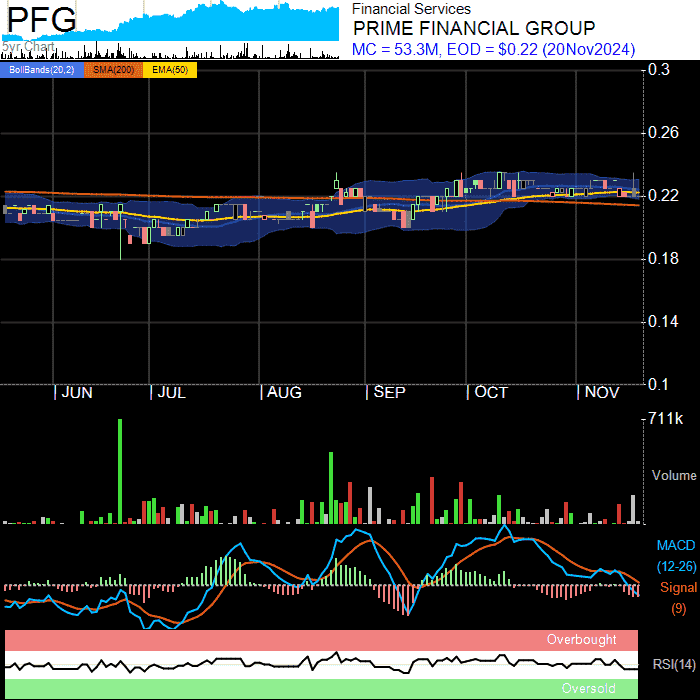 PFG
5yr.Chart
Financial Services
PRIME FINANCIAL GROUP
MC = 53.3M, EOD = $0.22 (20Nov2024)
BollBands(20,2) SMA(200) EMA(50)
0.3
0.26
0.22
0.18
0.14
0.1
JUN JUL AUG SEP OCT NOV
711k
Volume
MACD
(12-26)
Signal
(9)
Overbought
RSI(14)
Oversold